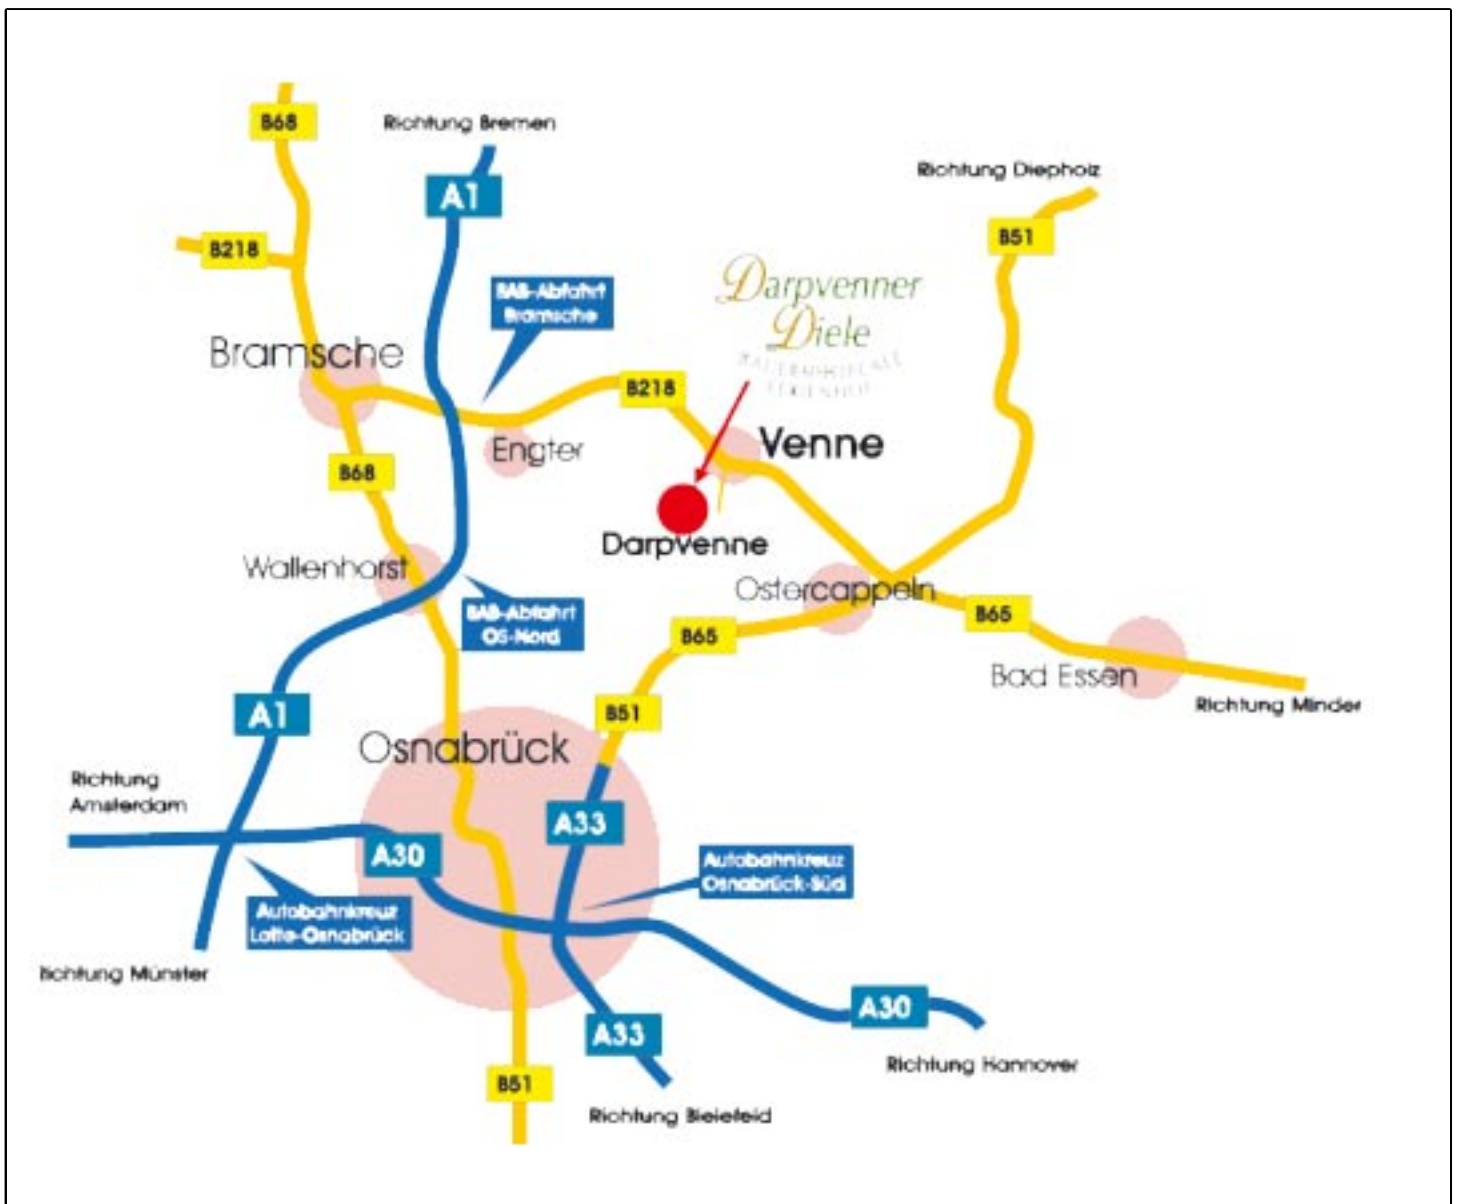 B68
Richtung Bremen
A1
Richtung Diepholz
B51
B218
BAB-Abfahrt
Bramsche
Darpvenner
Diele
Bramsche
B218
Venne
Engter
B68
Darpvenne
Wallenhorst
Ostercappeln
BAB-Abfahrt
OS-Nord
B65
B65
Bad Essen
Richtung Minder
A1
B51
Osnabrück
Richtung
Amsterdam
A33
A30
Autobahnkreuz
Osnabrück-Süd
Autobahnkreuz
Lotte-Osnabrück
Richtung Münster
A30
A33
Richtung Hannover
B51
Richtung Bielefeld